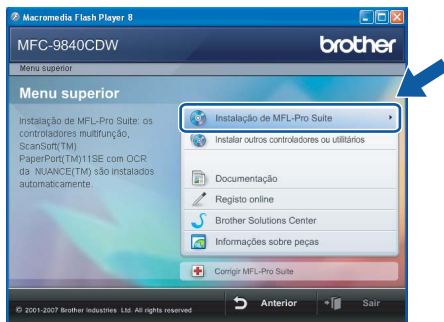 Macromedia Flash Player 8
MFC-9840CDW
brother
Menu superior
Menu superior
Instalação de MFL-Pro Suite: os
controladores multifunção,
ScanSoft(TM)
PaperPort(TM)11SE com OCR
da NUANCE(TM) são instalados
automaticamente.
Instalação de MFL-Pro Suite
Instalar outros controladores ou utilitários
Documentação
Registo online
Brother Solutions Center
Informações sobre peças
Corrigir MFL-Pro Suite
© 2001-2007 Brother Industries Ltd. All rights reserved
Anterior
Sair